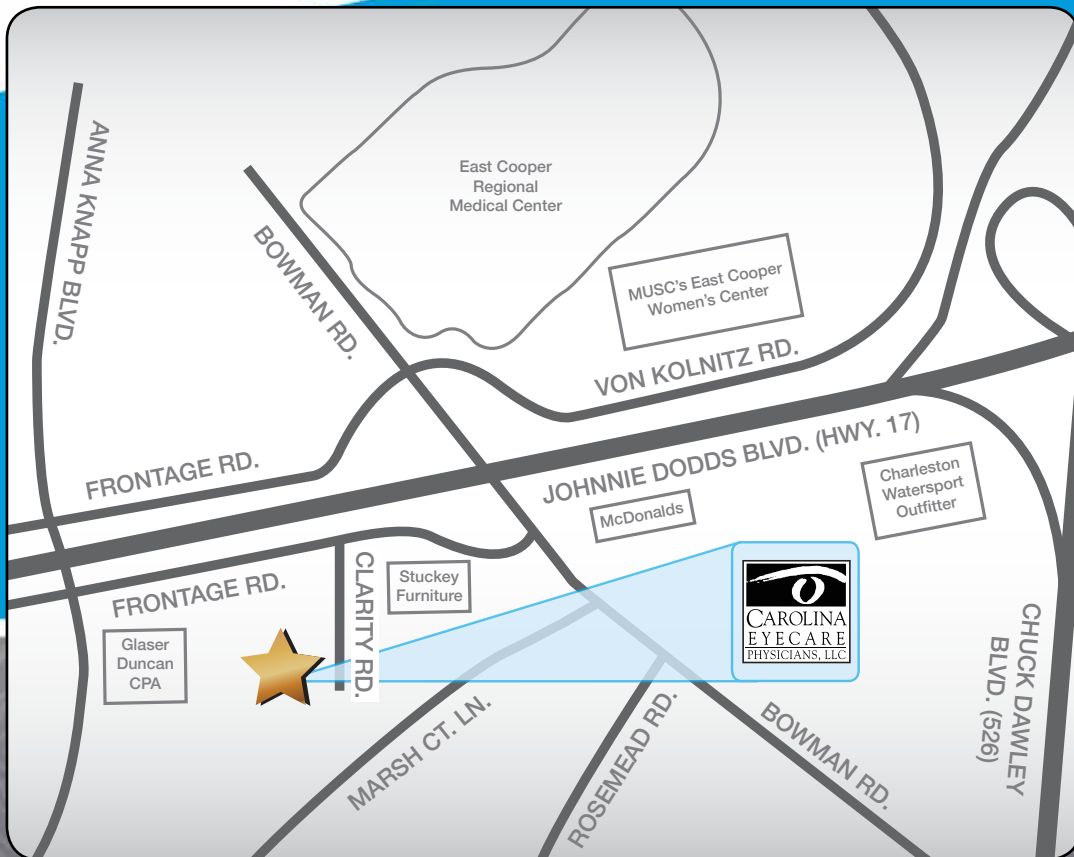 East Cooper
Regional
Medical Center
ANNA KNAPP BLVD.
BOWMAN RD.
MUSC's East Cooper
Women's Center
VON KOLNITZ RD.
FRONTAGE RD.
JOHNNIE DODDS BLVD. (HWY. 17)
Charleston
Watersport
Outfitter
McDonalds
FRONTAGE RD.
CLARITY RD.
Stuckey
Furniture
Glaser
Duncan
CPA
CAROLINA
EYECARE
PHYSICIANS, LLC
CHUCK DAWLEY
BLVD. (526)
MARSH CT. LN.
ROSEMEAD RD.
BOWMAN RD.